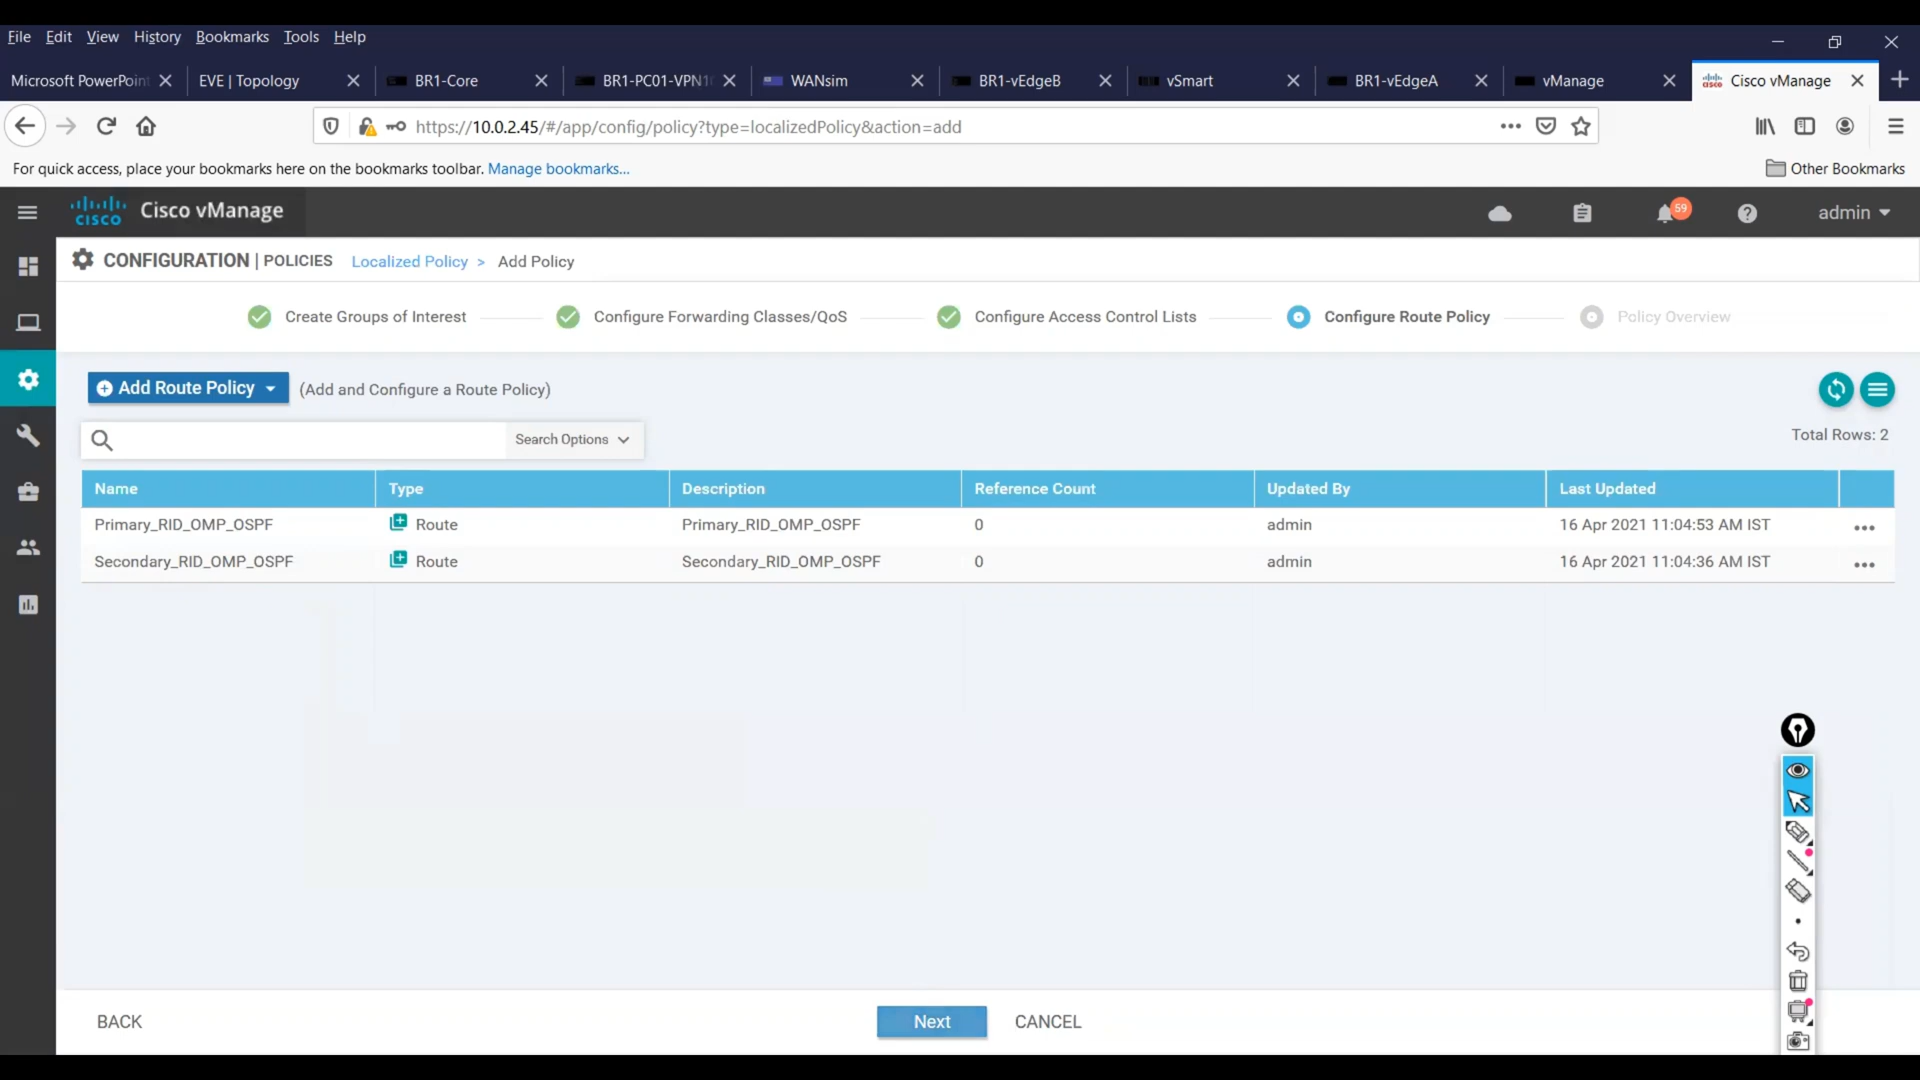 File Edit View History Bookmarks Tools Help
Microsoft PowerPoint EVE | Topology BR1-Core BR1-PC01-VPN1 WANsim BR1-vEdgeB vSmart BR1-vEdgeA vManage Cisco vManage
https://10.0.2.45/#/app/config/policy?type=localizedPolicy&action=add
For quick access, place your bookmarks here on the bookmarks toolbar. Manage bookmarks... Other Bookmarks
cisco Cisco vManage 59 admin
CONFIGURATION | POLICIES Localized Policy > Add Policy
Create Groups of Interest Configure Forwarding Classes/QoS Configure Access Control Lists Configure Route Policy Policy Overview
Add Route Policy (Add and Configure a Route Policy)
Search Options
Total Rows: 2
Name Type Description Reference Count Updated By Last Updated
Primary_RID_OMP_OSPF Route Primary_RID_OMP_OSPF 0 admin 16 Apr 2021 11:04:53 AM IST
Secondary_RID_OMP_OSPF Route Secondary_RID_OMP_OSPF 0 admin 16 Apr 2021 11:04:36 AM IST
BACK Next CANCEL